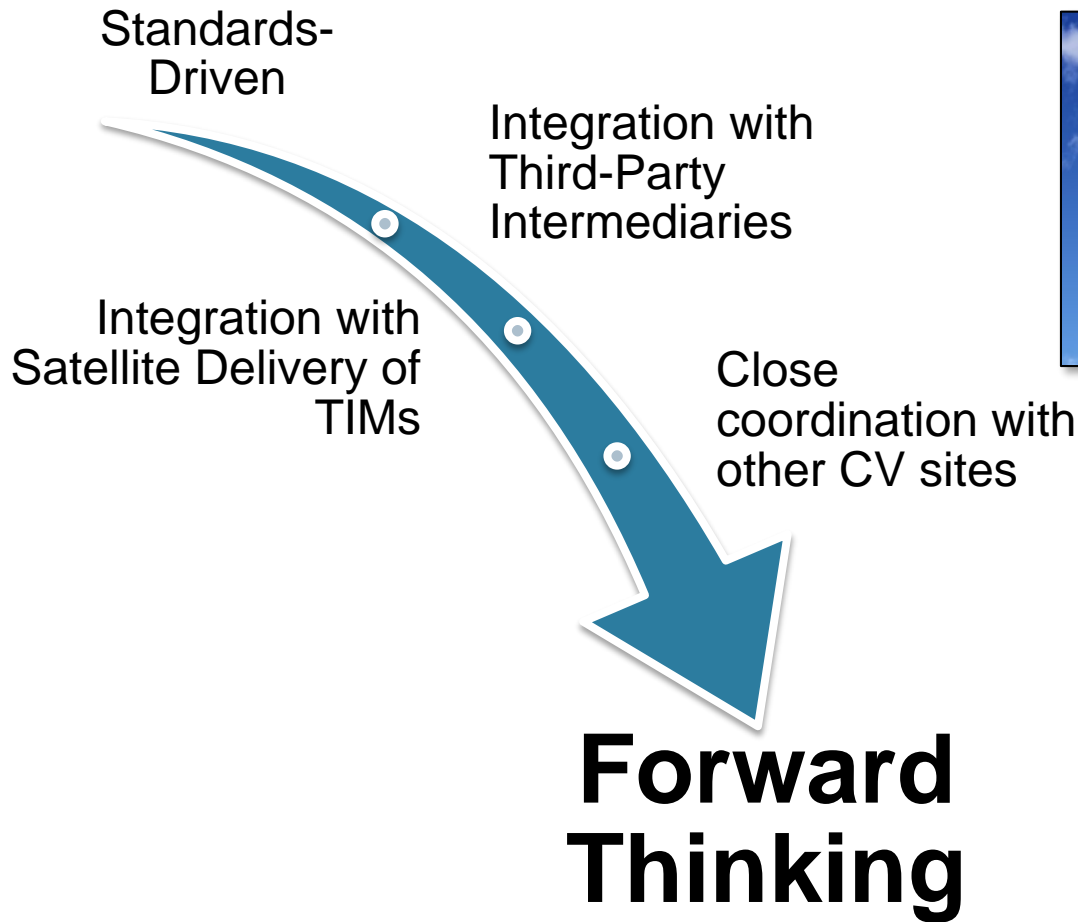 Standards-
Driven
Integration with
Third-Party
Intermediaries
Integration with
Satellite Delivery of
TIMs
Close
coordination with
other CV sites
Forward
Thinking